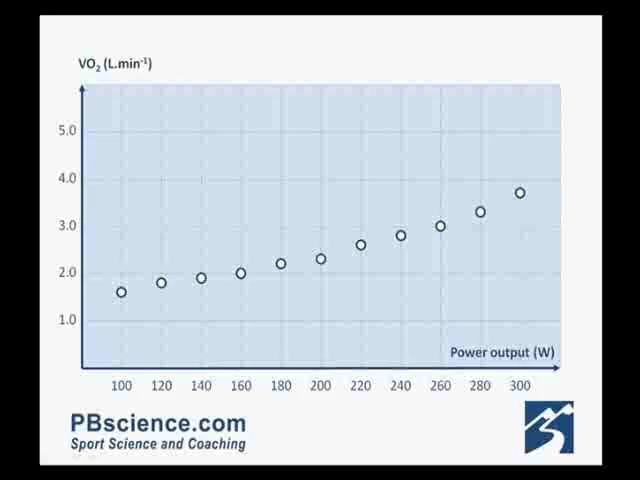 VO₂ (L.min⁻¹)
5.0
4.0
3.0
2.0
1.0
Power output (W)
100 120 140 160 180 200 220 240 260 280 300
PBscience.com
Sport Science and Coaching